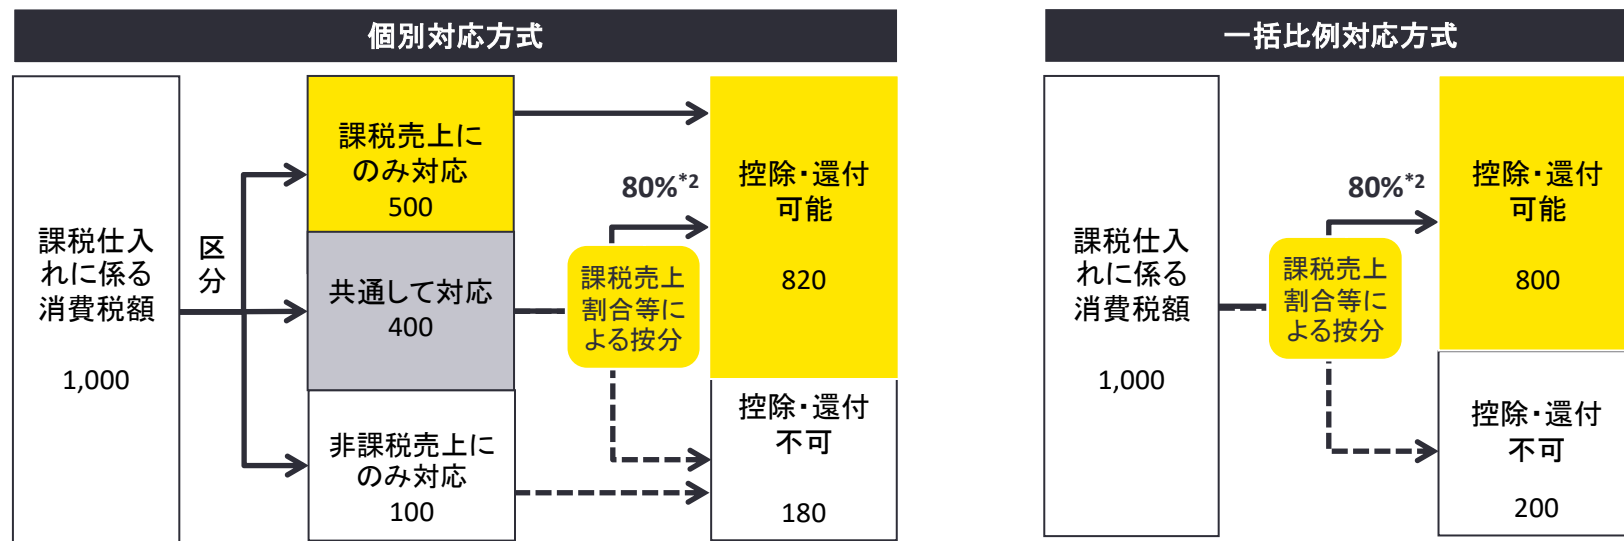 個別対応方式
課税仕入
れに係る
消費税額
1,000
区
分
課税売上に
のみ対応
500
共通して対応
400
非課税売上に
のみ対応
100
80%*2
課税売上
割合等に
よる按分
控除・還付
可能
820
控除・還付
不可
180
一括比例対応方式
課税仕入
れに係る
消費税額
1,000
80%*2
課税売上
割合等に
よる按分
控除・還付
可能
800
控除・還付
不可
200